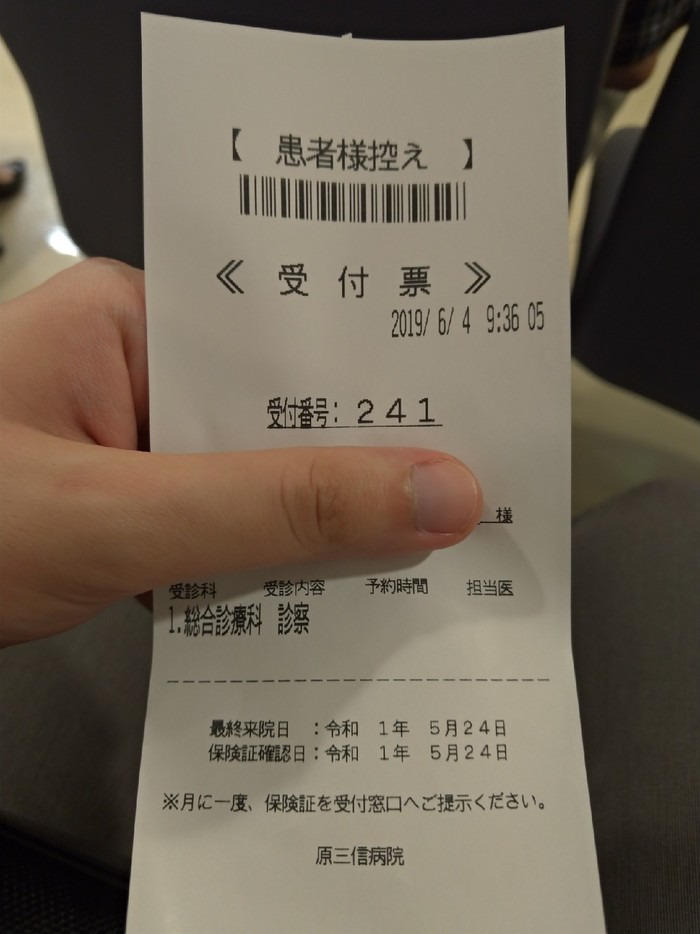 【 患者様控え 】
≪ 受付票 ≫
2019/ 6/ 4 9:36 05
受付番号: 241
様
受診科 受診内容 予約時間 担当医
1.総合診療科 診察
最終来院日 :令和 1年 5月24日
保険証確認日:令和 1年 5月24日
※月に一度、保険証を受付窓口へご提示ください。
原三信病院